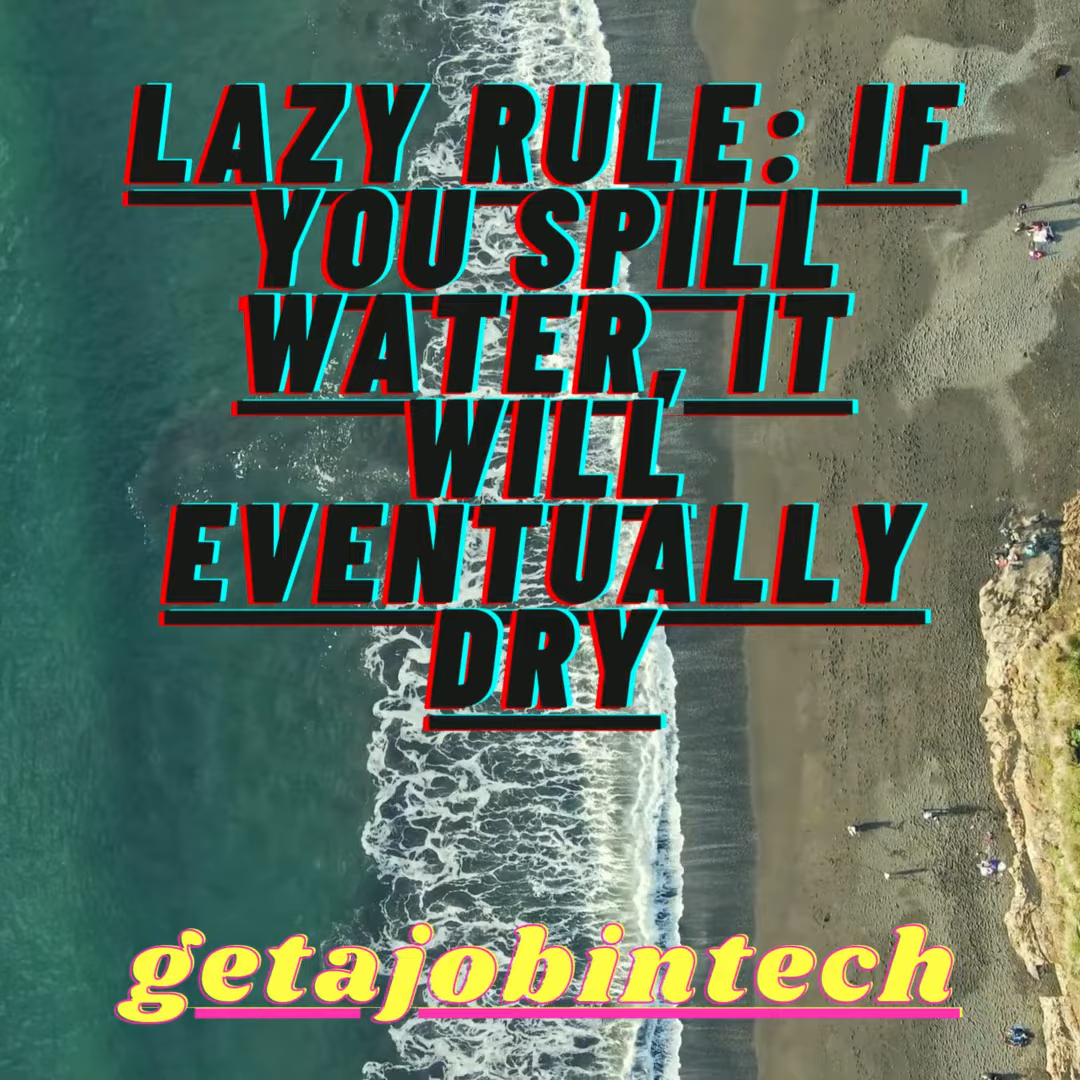 LAZY RULE: IF
YOU SPILL
WATER, IT
WILL
EVENTUALLY
DRY
getajobintech